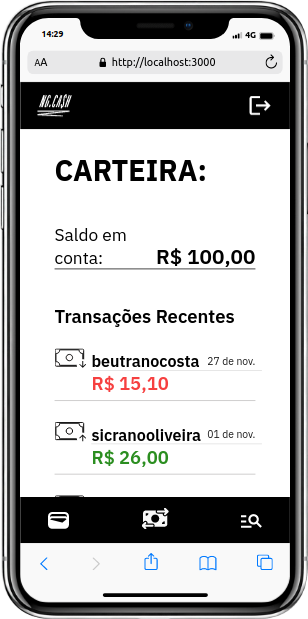 14:29
4G
AA
http://localhost:3000
NG.CASH
CARTEIRA:
Saldo em
conta:
R$ 100,00
Transações Recentes
beutranocosta 27 de nov.
R$ 15,10
sicranooliveira 01 de nov.
R$ 26,00